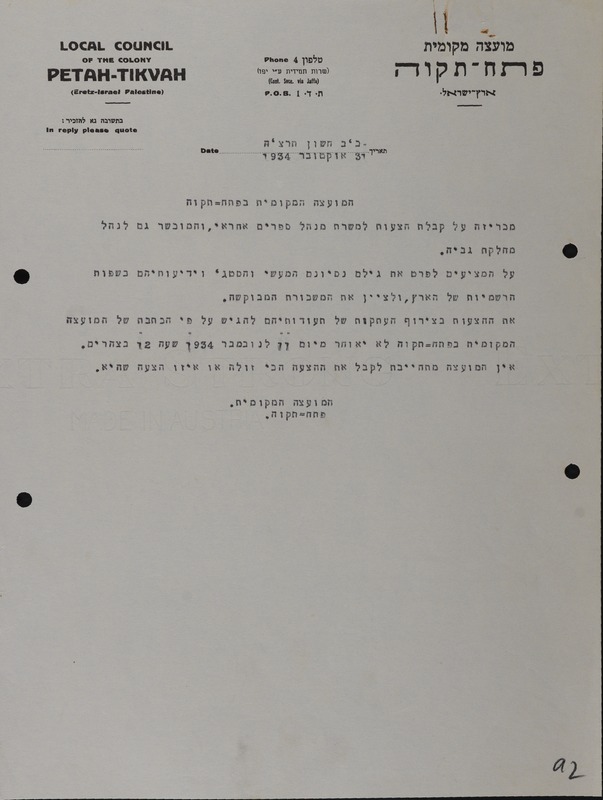 LOCAL COUNCIL
OF THE COLONY
PETAH-TIKVAH
(Eretz-Israel Palestine)
בתשובה נא להזכיר:
In reply please quote
Phone 4 טלפון
(שרות תמידית ע״י יפו)
(Cont. Serv. via Jaffa)
P.O.B. 1 ת. ד.
מועצה מקומית
פתח-תקוה
ארץ-ישראל.
Date תאריך
כ"ב חשון תרצ"ה
31 אוקטובר 1934
המועצה המקומית בפתח=תקוה
מכריזה על קבלת הצעות למשרת מנהל ספרים אחראי,והמוכשר גם לנהל
מחלקת גביה.
על המציעים לפרט את גילם נסיונם המעשי והסטג' וידיעותיהם בשפות
הרשמיות של הארץ,ולציין את המשכורת המבוקשה.
את ההצעות בצירוף העתקות של תעודותיהם להגיש על פי הכתבה של המועצה
המקומית בפתח=תקוה לא יאוחר מיום 11 לנובמבר 1934 שעה 12 בצהרים.
אין המועצה מתחייבת לקבל את ההצעה הכי זולה או איזו הצעה שהיא.
המועצה המקומית.
פתח=תקוה.
92